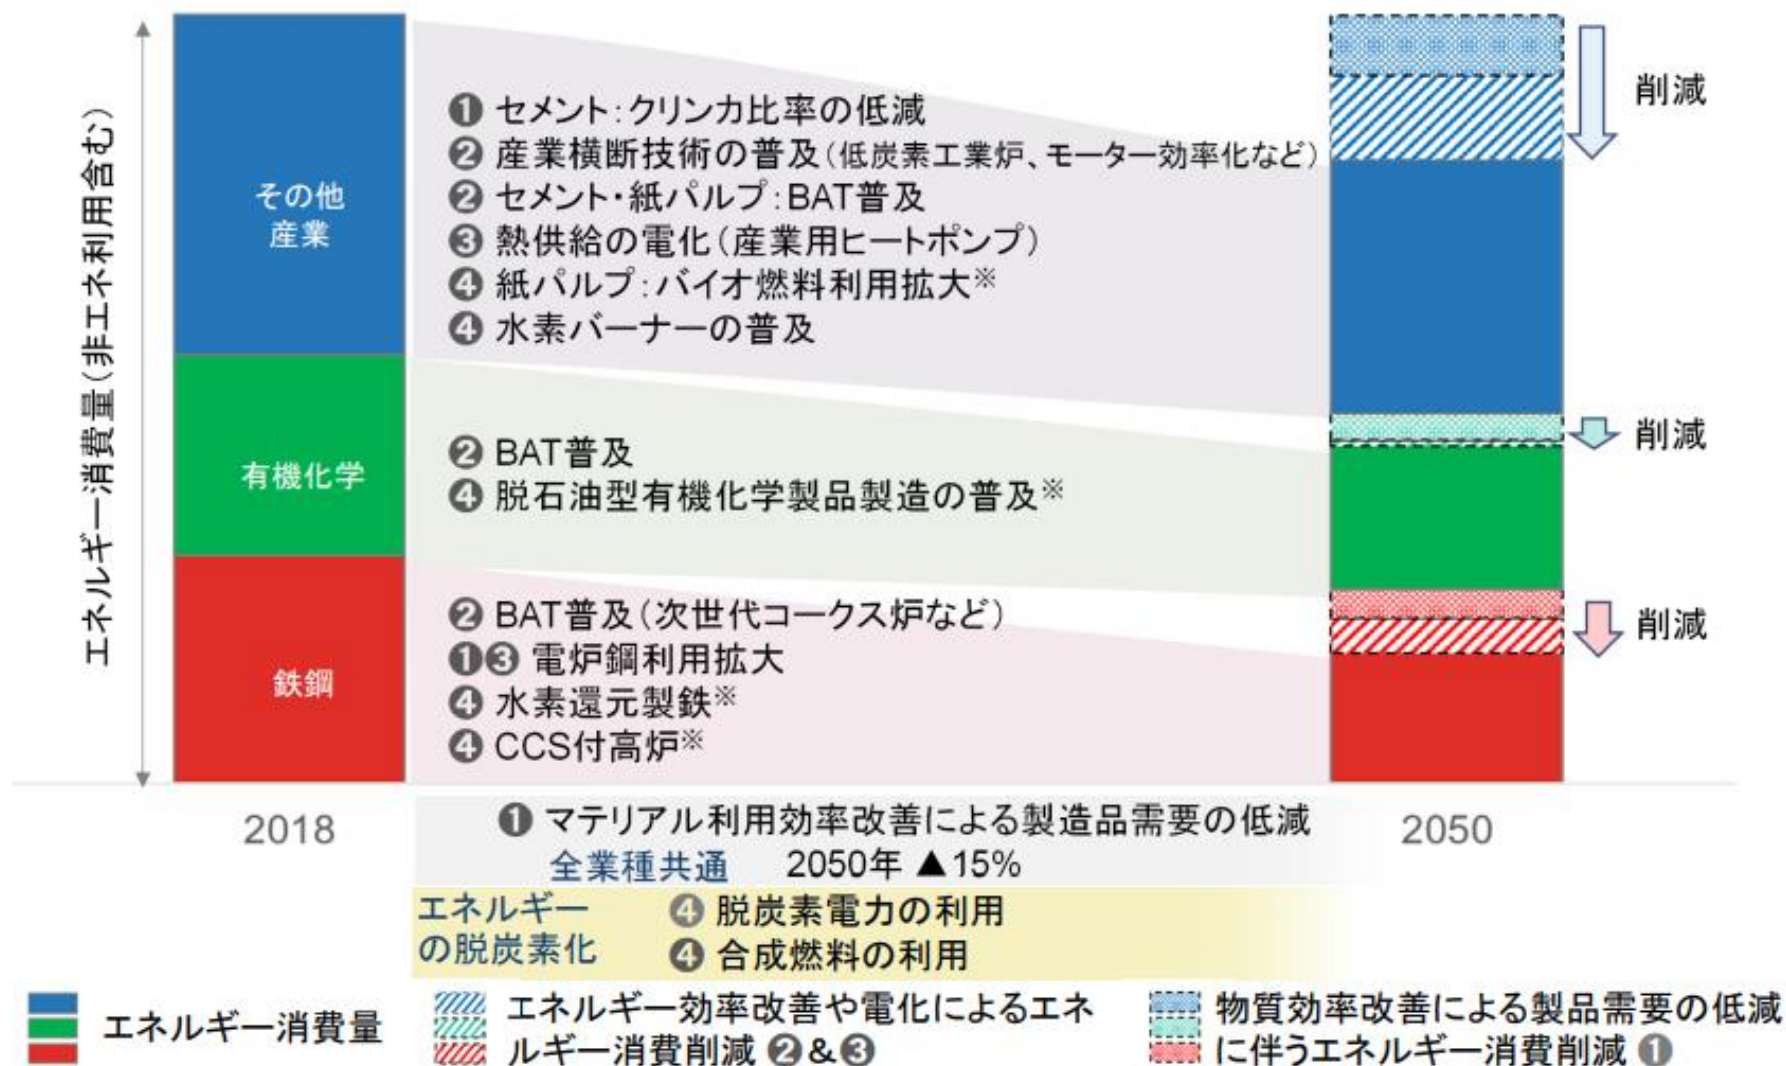 エネルギー消費量(非エネ利用含む)
その他
産業
有機化学
鉄鋼
❶ セメント:クリンカ比率の低減
❷ 産業横断技術の普及(低炭素工業炉、モーター効率化など)
❷ セメント・紙パルプ:BAT普及
❸ 熱供給の電化(産業用ヒートポンプ)
❹ 紙パルプ:バイオ燃料利用拡大※
❹ 水素バーナーの普及
❷ BAT普及
❹ 脱石油型有機化学製品製造の普及※
❷ BAT普及(次世代コークス炉など)
❶❸ 電炉鋼利用拡大
❹ 水素還元製鉄※
❹ CCS付高炉※
削減
削減
削減
2018
2050
❶ マテリアル利用効率改善による製造品需要の低減
全業種共通 2050年 ▲15%
エネルギー
の脱炭素化
❹ 脱炭素電力の利用
❹ 合成燃料の利用
エネルギー消費量
エネルギー効率改善や電化によるエネ
ルギー消費削減 ❷&❸
物質効率改善による製品需要の低減
に伴うエネルギー消費削減 ❶